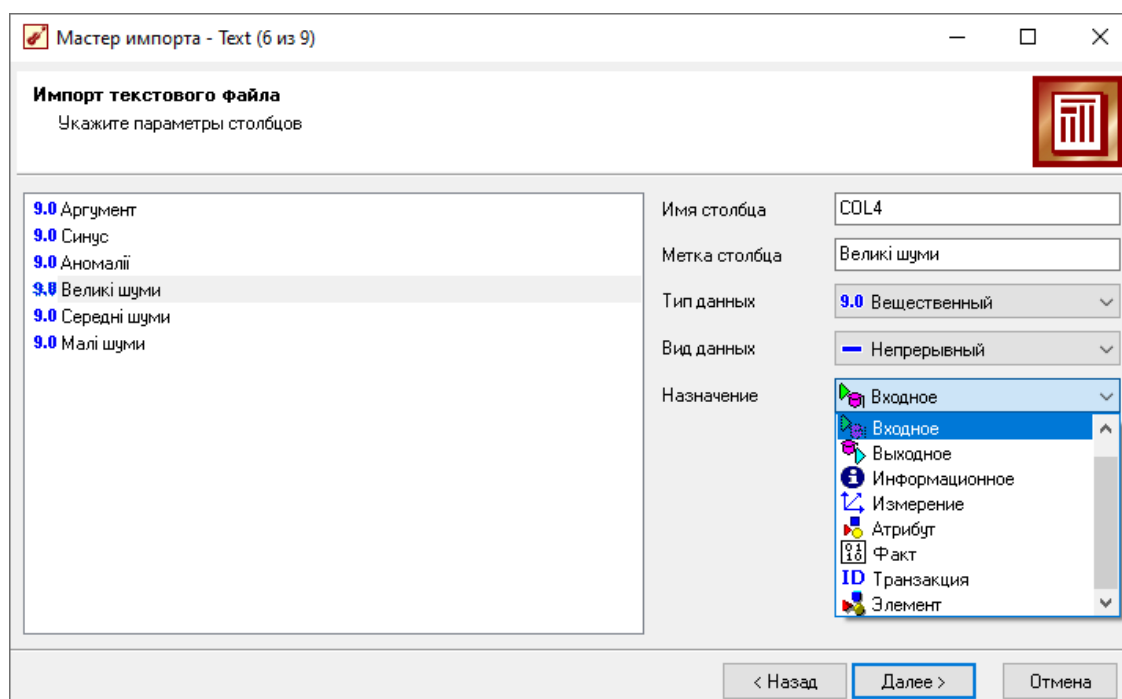 Мастер импорта - Text (6 из 9)
Импорт текстового файла
Укажите параметры столбцов
9.0 Аргумент
9.0 Синус
9.0 Аномалії
9.0 Великі шуми
9.0 Середні шуми
9.0 Малі шуми
Имя столбца
COL4
Метка столбца
Великі шуми
Тип данных
9.0 Вещественный
Вид данных
Непрерывный
Назначение
Входное
Входное
Выходное
Информационное
Измерение
Атрибут
Факт
ID Транзакция
Элемент
< Назад
Далее >
Отмена